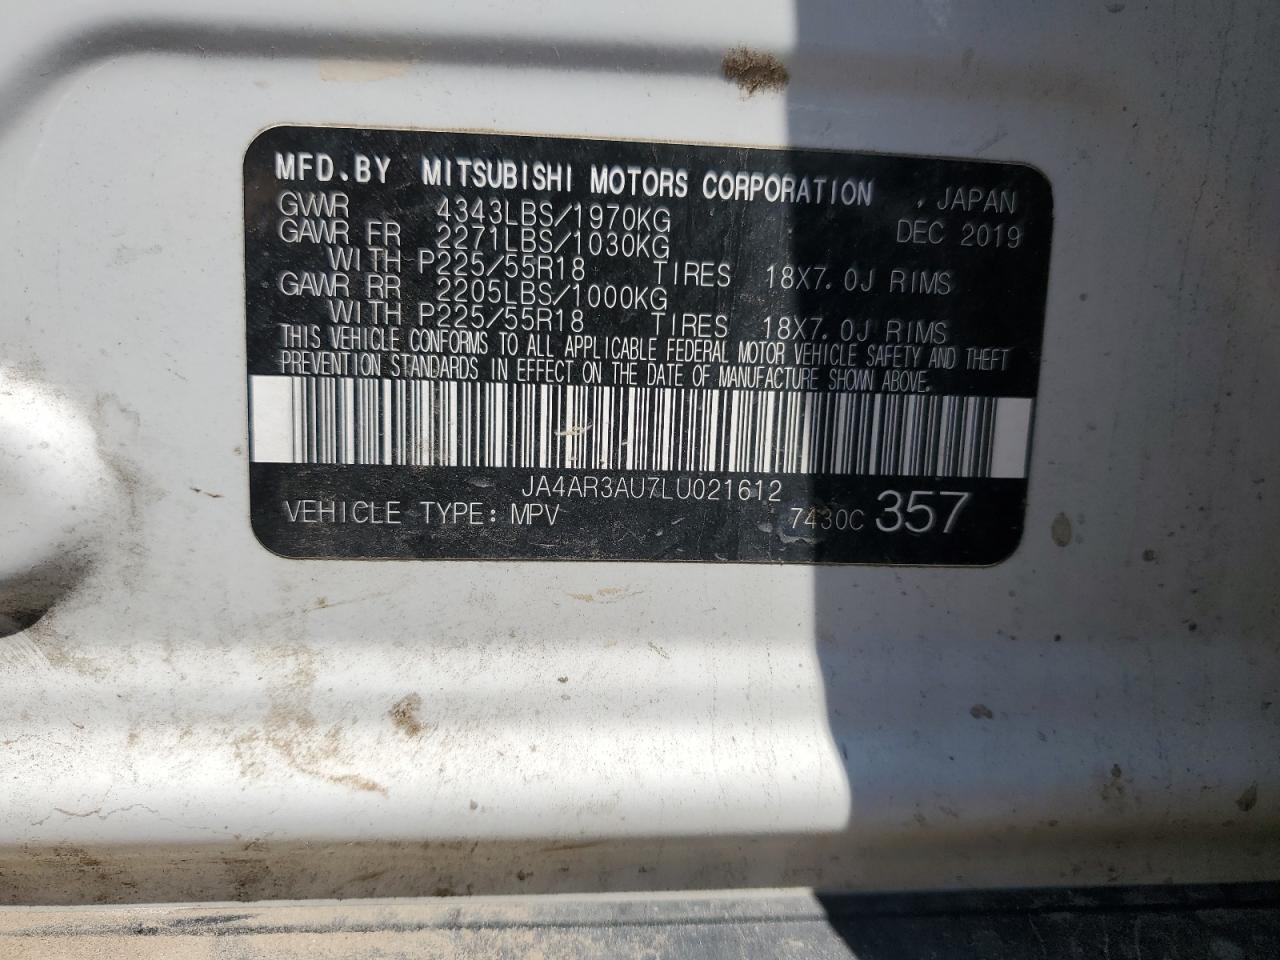 MFD.BY MITSUBISHI MOTORS CORPORATION , JAPAN
GWR 4343LBS/1970KG DEC 2019
GAWR FR 2271LBS/1030KG
WITH P225/55R18 TIRES 18X7.0J RIMS
GAWR RR 2205LBS/1000KG
WITH P225/55R18 TIRES 18X7.0J RIMS
THIS VEHICLE CONFORMS TO ALL APPLICABLE FEDERAL MOTOR VEHICLE SAFETY AND THEFT
PREVENTION STANDARDS IN EFFECT ON THE DATE OF MANUFACTURE SHOWN ABOVE.
JA4AR3AU7LU021612
VEHICLE TYPE: MPV 7430C 357